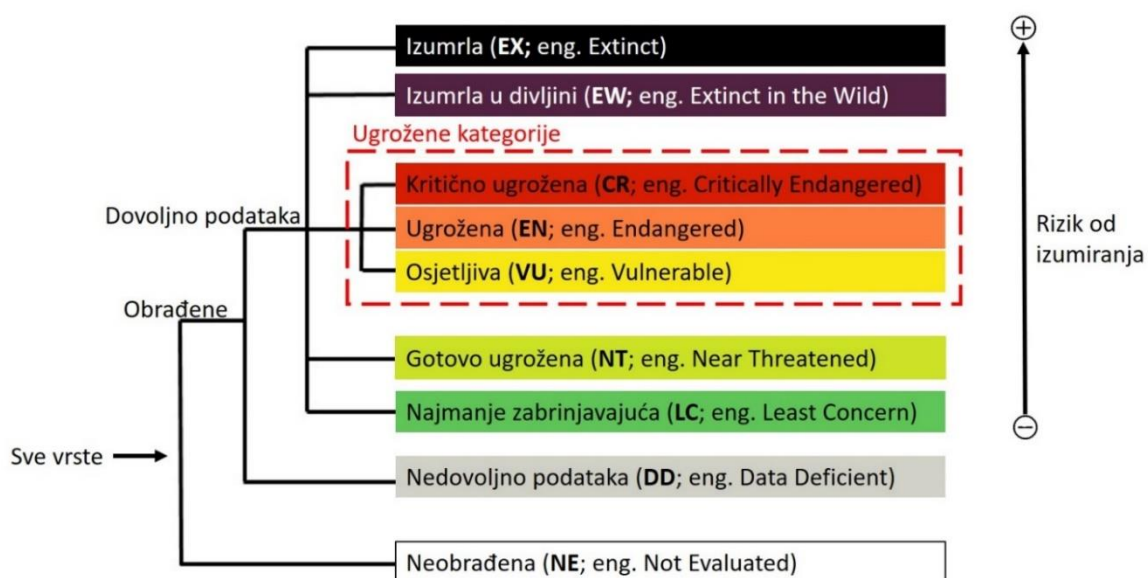 Izumrla (EX; eng. Extinct)
Izumrla u divljini (EW; eng. Extinct in the Wild)
Ugrožene kategorije
Kritično ugrožena (CR; eng. Critically Endangered)
Dovoljno podataka
Ugrožena (EN; eng. Endangered)
Rizik od
izumiranja
Osjetljiva (VU; eng. Vulnerable)
Obrađene
Gotovo ugrožena (NT; eng. Near Threatened)
Najmanje zabrinjavajuća (LC; eng. Least Concern)
Sve vrste
Nedovoljno podataka (DD; eng. Data Deficient)
Neobrađena (NE; eng. Not Evaluated)